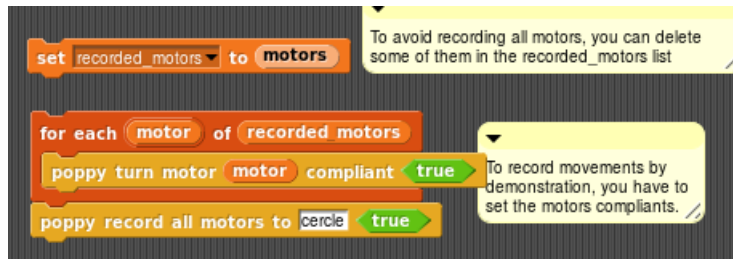 To avoid recording all motors, you can delete
some of them in the recorded_motors list
set recorded_motors to motors
for each motor of recorded_motors
poppy turn motor motor compliant true
poppy record all motors to cercle true
To record movements by
demonstration, you have to
set the motors compliants.